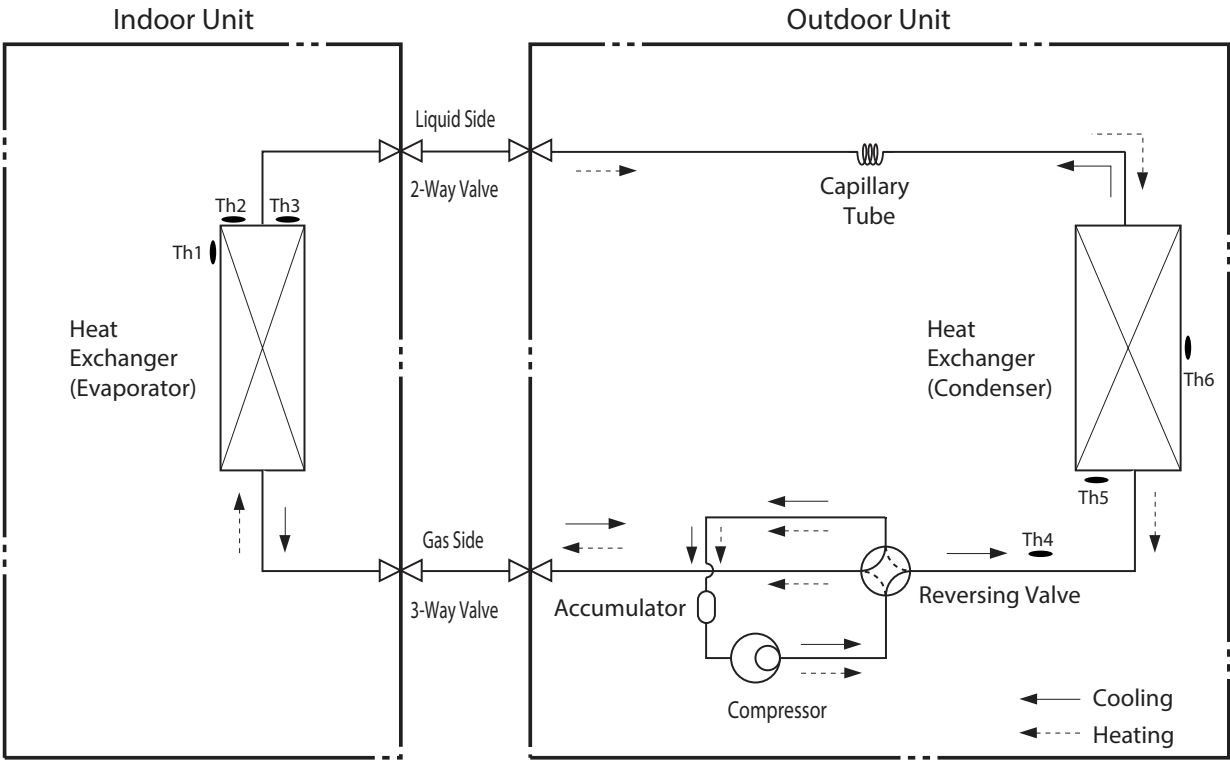 Indoor Unit
Outdoor Unit
Liquid Side
2-Way Valve
Capillary
Tube
Th2
Th3
Th1
Heat
Exchanger
(Evaporator)
Heat
Exchanger
(Condenser)
Th6
Th5
Th4
Gas Side
3-Way Valve
Accumulator
Reversing Valve
Compressor
Cooling
Heating